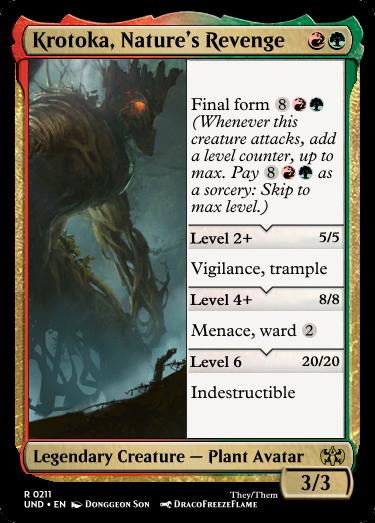 Krotoka, Nature's Revenge
Final form 8
(Whenever this
creature attacks, add
a level counter, up to
max. Pay 8 as
a sorcery: Skip to
max level.)
Level 2+ 5/5
Vigilance, trample
Level 4+ 8/8
Menace, ward 2
Level 6 20/20
Indestructible
Legendary Creature — Plant Avatar
3/3
R 0211 They/Them
UND • EN Donggeon Son DracoFreezeFlame